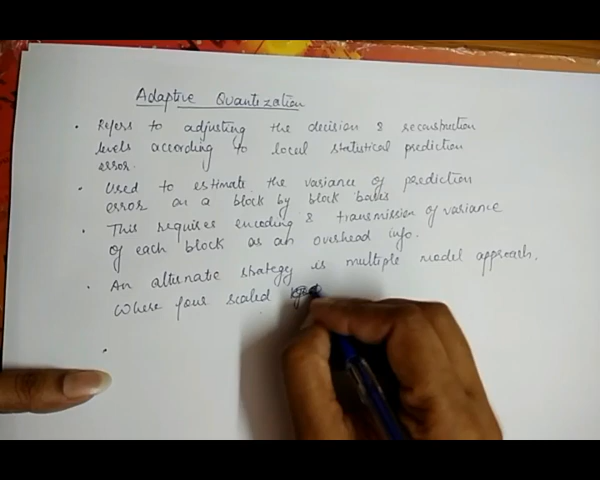 Adaptive Quantization
• Refers to adjusting the decision & reconstruction
levels according to local statistical prediction
error.
• Used to estimate the variance of prediction
error on a block by block bases
• This requires encoding & transmission of variance
of each block as an overhead info.
• An alternate strategy is multiple model approach.
Where four scaled
•